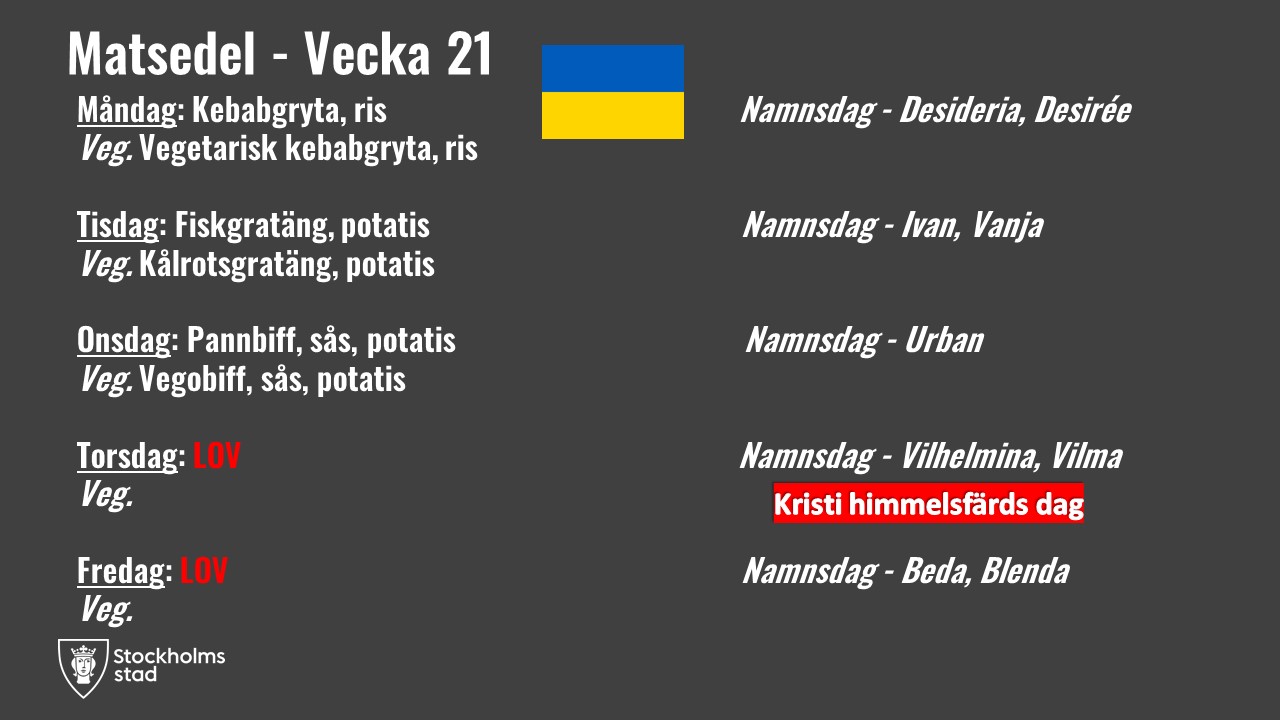 Matsedel - Vecka 21
Måndag: Kebabgryta, ris
Veg. Vegetarisk kebabgryta, ris
Namnsdag - Desideria, Desirée
Tisdag: Fiskgratäng, potatis
Veg. Kålrotsgratäng, potatis
Namnsdag - Ivan, Vanja
Onsdag: Pannbiff, sås, potatis
Veg. Vegobiff, sås, potatis
Namnsdag - Urban
Torsdag: LOV
Veg.
Namnsdag - Vilhelmina, Vilma
Kristi himmelsfärds dag
Fredag: LOV
Veg.
Namnsdag - Beda, Blenda
Stockholms
stad